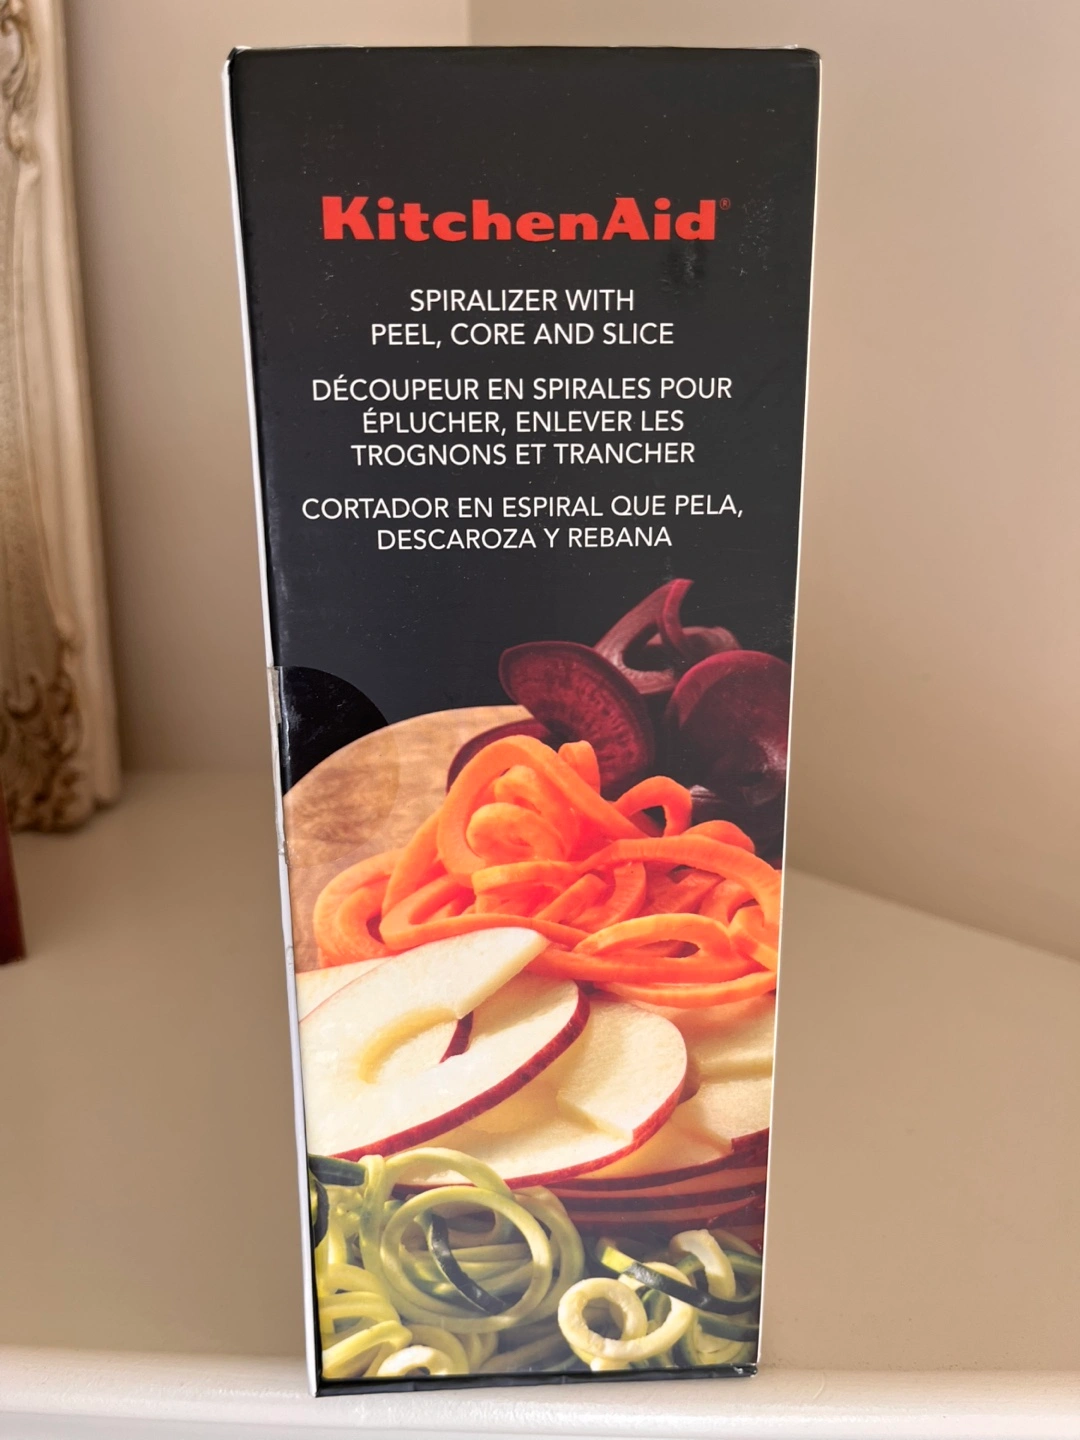 KitchenAid®
SPIRALIZER WITH
PEEL, CORE AND SLICE
DÉCOUPEUR EN SPIRALES POUR
ÉPLUCHER, ENLEVER LES
TROGNONS ET TRANCHER
CORTADOR EN ESPIRAL QUE PELA,
DESCAROZA Y REBANA